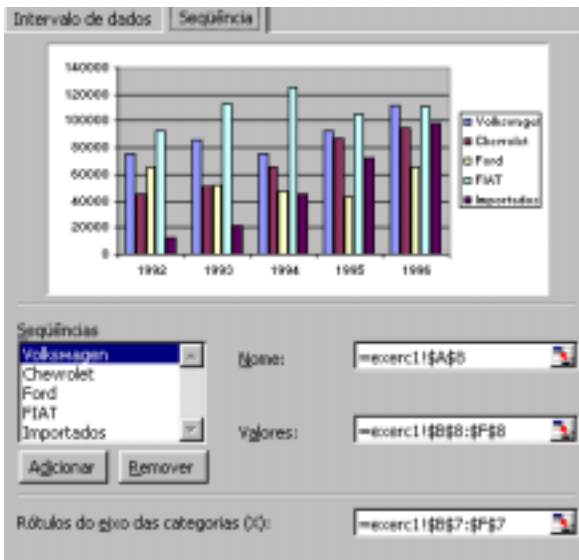 Intervalo de dados Seqüência
140000
120000
100000
80000
60000
40000
20000
0
1992 1993 1994 1995 1996
Volkswagen
Chevrolet
Ford
FIAT
Importados
Seqüências
Volkswagen
Chevrolet
Ford
FIAT
Importados
Adicionar Remover
Nome: =exerc1!$A$8
Valores: =exerc1!$B$8:$F$8
Rótulos do eixo das categorias (X): =exerc1!$B$7:$F$7